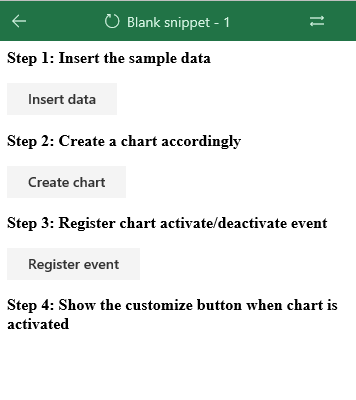 Blank snippet - 1
Step 1: Insert the sample data
Insert data
Step 2: Create a chart accordingly
Create chart
Step 3: Register chart activate/deactivate event
Register event
Step 4: Show the customize button when chart is
activated